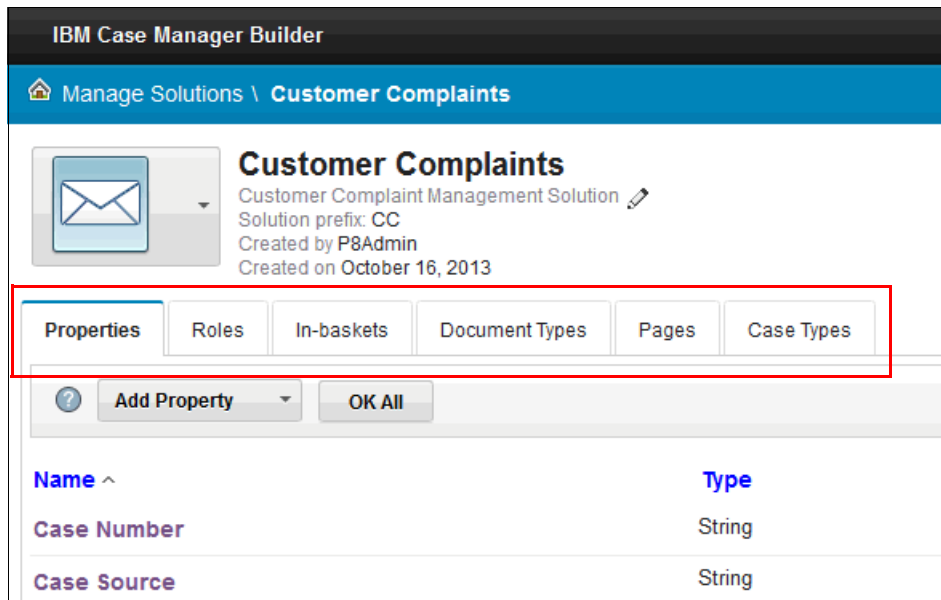 IBM Case Manager Builder
Manage Solutions \ Customer Complaints
Customer Complaints
Customer Complaint Management Solution
Solution prefix: CC
Created by P8Admin
Created on October 16, 2013
Properties Roles In-baskets Document Types Pages Case Types
? Add Property OK All
Name Type
Case Number String
Case Source String